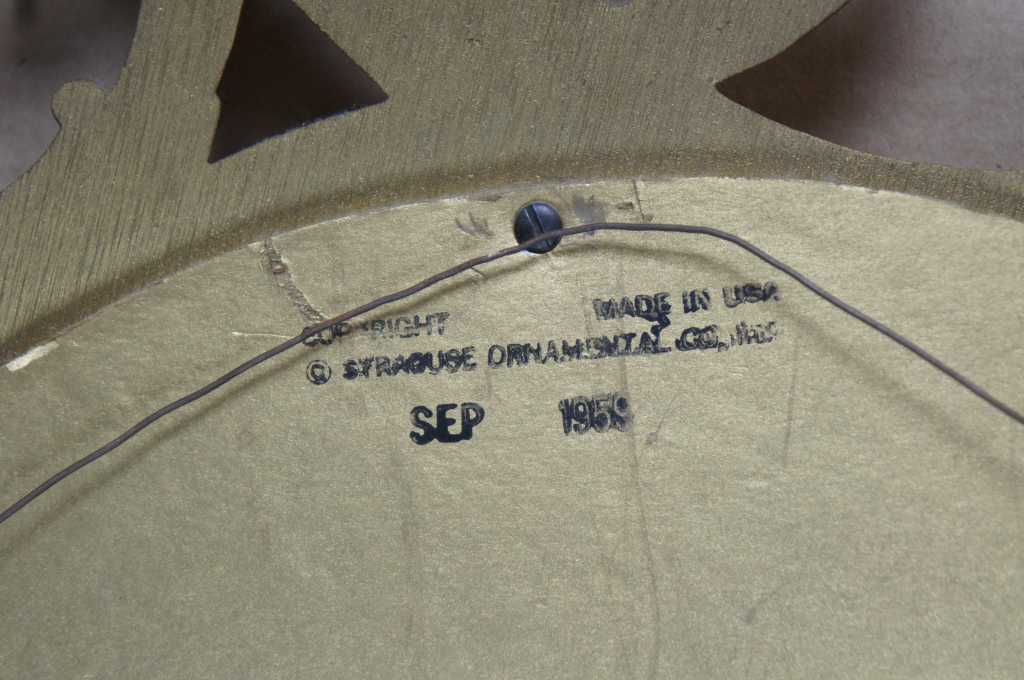 COPYRIGHT MADE IN USA
© SYRACUSE ORNAMENTAL CO., Inc
SEP 1959